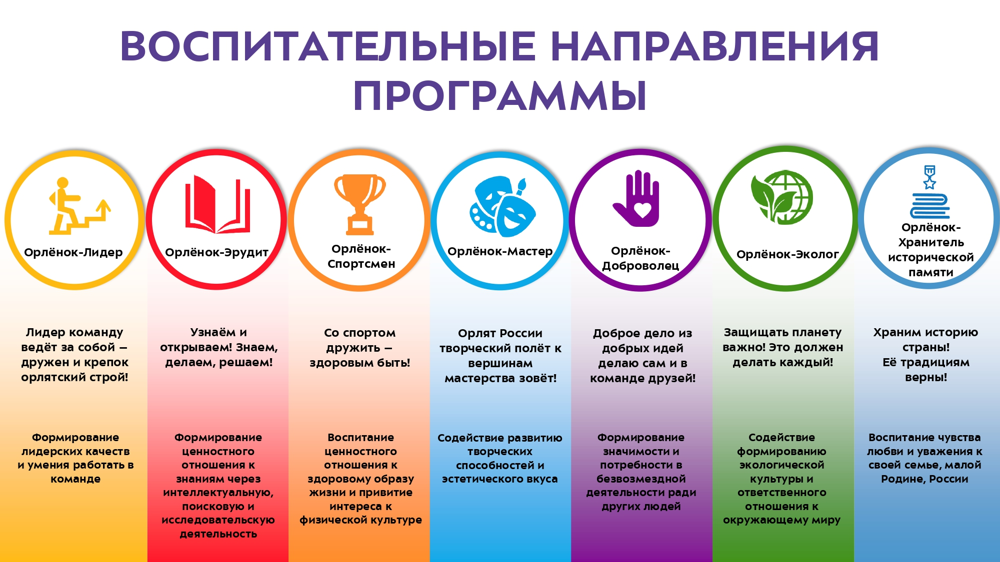 ВОСПИТАТЕЛЬНЫЕ НАПРАВЛЕНИЯ
ПРОГРАММЫ
Орлёнок-Лидер
Лидер команду
ведёт за собой –
дружен и крепок
орлятский строй!
Формирование
лидерских качеств
и умения работать в
команде
Орлёнок-Эрудит
Узнаём и
открываем! Знаем,
делаем, решаем!
Формирование
ценностного
отношения к
знаниям через
интеллектуальную,
поисковую и
исследовательскую
деятельность
Орлёнок-
Спортсмен
Со спортом
дружить –
здоровым быть!
Воспитание
ценностного
отношения к
здоровому образу
жизни и привитие
интереса к
физической культуре
Орлёнок-Мастер
Орлят России
творческий полёт к
вершинам
мастерства зовёт!
Содействие развитию
творческих
способностей и
эстетического вкуса
Орлёнок-
Доброволец
Доброе дело из
добрых идей
делаю сам и в
команде друзей!
Формирование
значимости и
потребности в
безвозмездной
деятельности ради
других людей
Орлёнок-Эколог
Защищать планету
важно! Это должен
делать каждый!
Содействие
формированию
экологической
культуры и
ответственного
отношения к
окружающему миру
Орлёнок-
Хранитель
исторической
памяти
Храним историю
страны!
Её традициям
верны!
Воспитание чувства
любви и уважения к
своей семье, малой
Родине, России